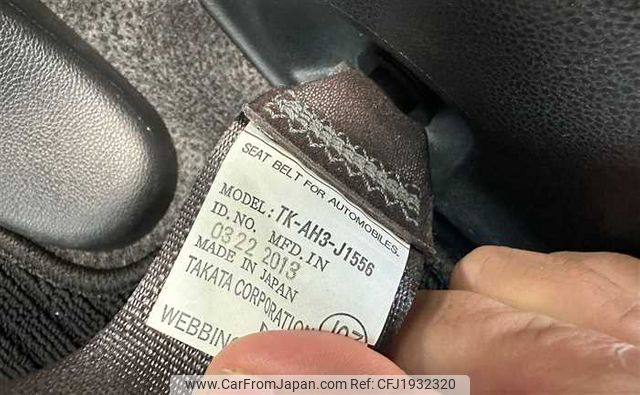 SEAT BELT FOR AUTOMOBILES.
MODEL: TK-AH3-J1556
ID. NO. MFD. IN
0322 2013
MADE IN JAPAN
TAKATA CORPORATION
WEBBING
www.CarFromJapan.com - CFJ1932320